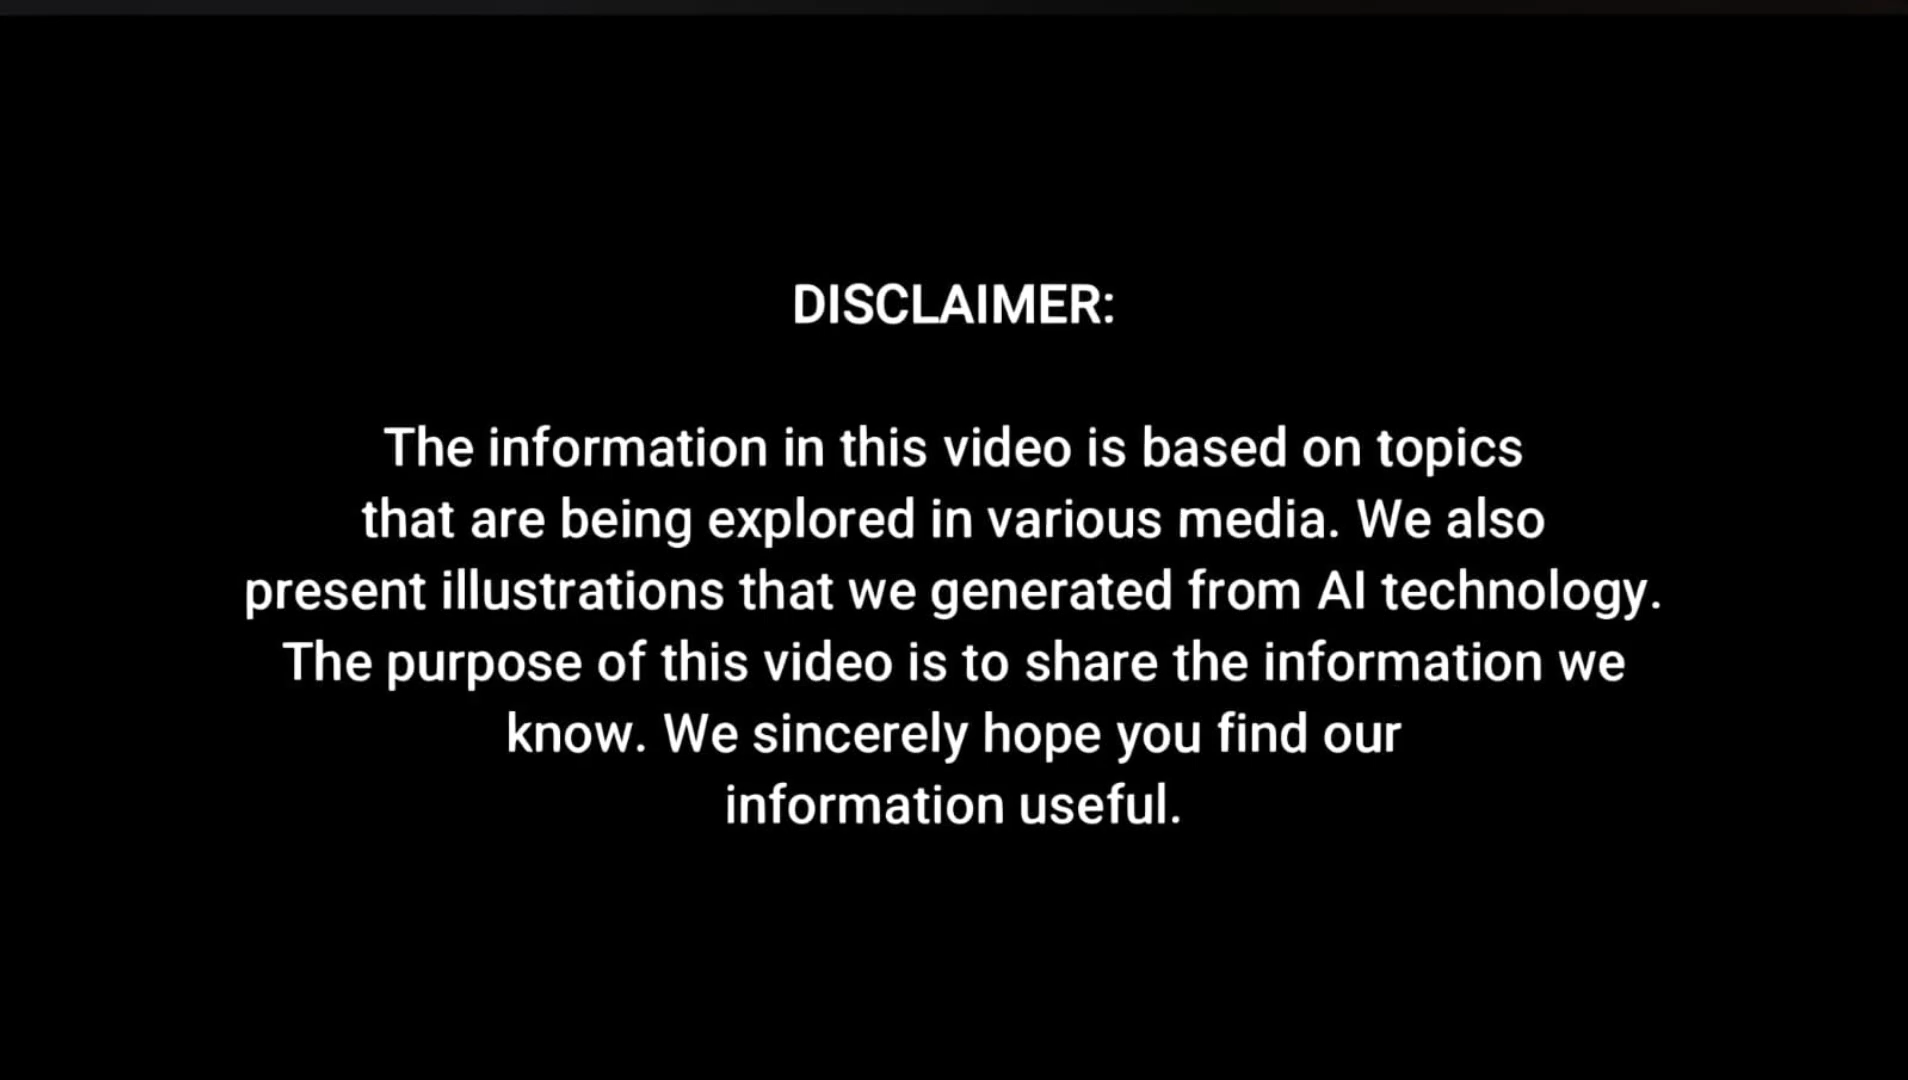 DISCLAIMER:
The information in this video is based on topics
that are being explored in various media. We also
present illustrations that we generated from AI technology.
The purpose of this video is to share the information we
know. We sincerely hope you find our
information useful.